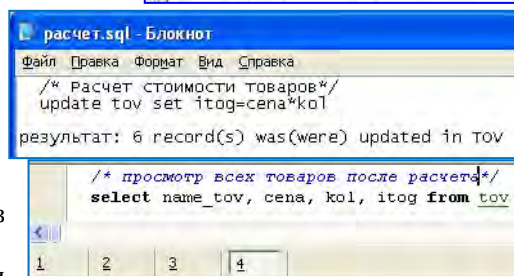 расчет.sql - Блокнот
Файл Правка Формат Вид Справка
/* Расчет стоимости товаров*/
update tov set itog=cena*kol
результат: 6 record(s) was(were) updated in TOV
/* просмотр всех товаров после расчета*/
select name_tov, cena, kol, itog from tov
1 2 3 4